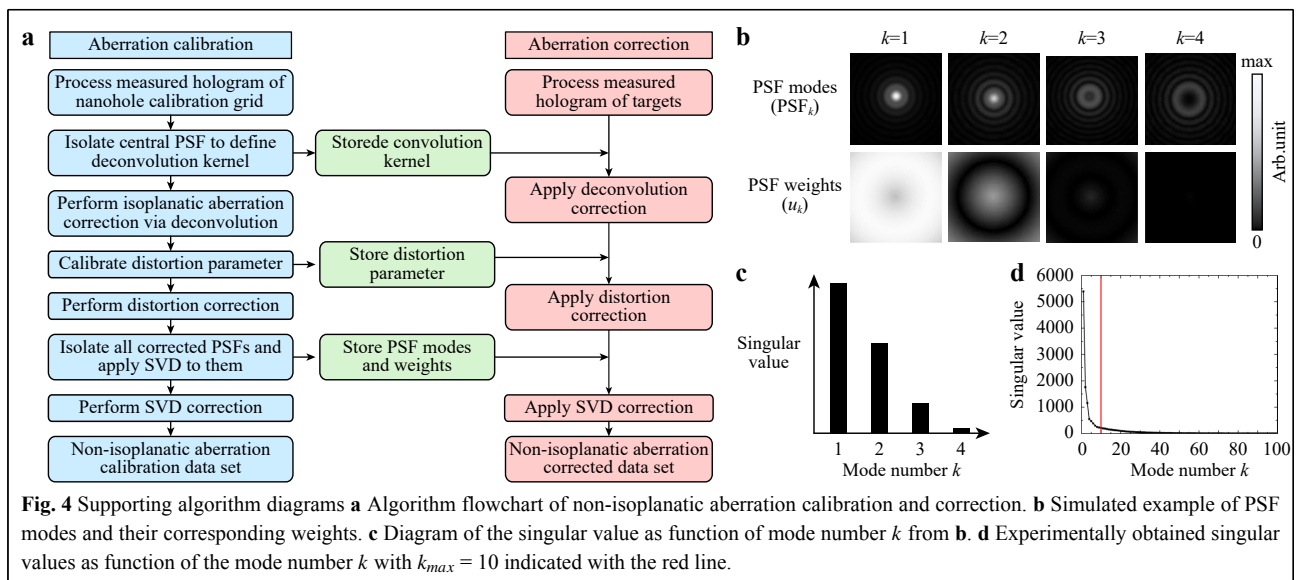 a
Aberration calibration
Process measured hologram of
nanohole calibration grid
Isolate central PSF to define
deconvolution kernel
Perform isoplanatic aberration
correction via deconvolution
Calibrate distortion parameter
Perform distortion correction
Isolate all corrected PSFs and
apply SVD to them
Perform SVD correction
Non-isoplanatic aberration
calibration data set
Storede convolution
kernel
Store distortion
parameter
Store PSF modes
and weights
Aberration correction
Process measured
hologram of targets
Apply deconvolution
correction
Apply distortion
correction
Apply SVD correction
Non-isoplanatic aberration
corrected data set
b
k=1 k=2 k=3 k=4
PSF modes
(PSFk)
PSF weights
(uk)
max
Arb.unit
0
c
Singular
value
1 2 3 4
Mode number k
d
Singular value
6000
5000
4000
3000
2000
1000
0
0 20 40 60 80 100
Mode number k
Fig. 4 Supporting algorithm diagrams a Algorithm flowchart of non-isoplanatic aberration calibration and correction. b Simulated example of PSF
modes and their corresponding weights. c Diagram of the singular value as function of mode number k from b. d Experimentally obtained singular
values as function of the mode number k with kmax = 10 indicated with the red line.